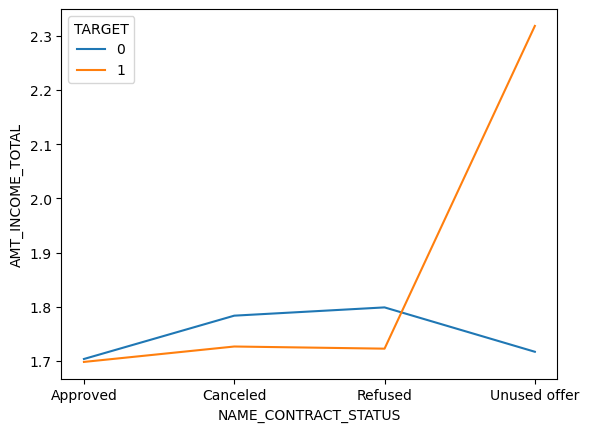 TARGET
0
1
2.3
2.2
2.1
2.0
1.9
1.8
1.7
AMT_INCOME_TOTAL
Approved Canceled Refused Unused offer
NAME_CONTRACT_STATUS